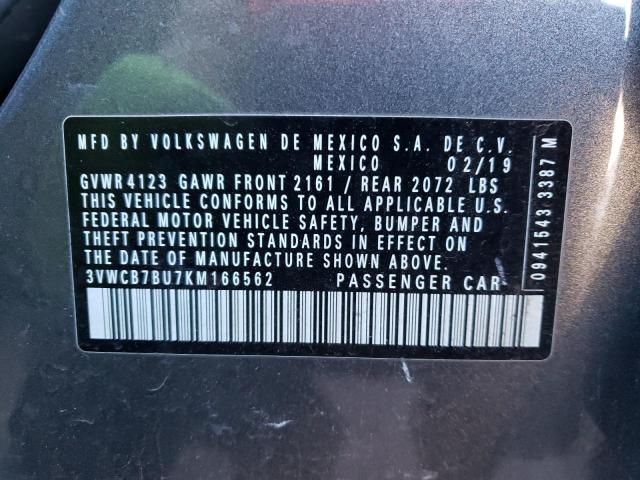 MFD BY VOLKSWAGEN DE MEXICO S.A. DE C.V.
MEXICO 02/19
GVWR 4123 GAWR FRONT 2161 / REAR 2072 LBS
THIS VEHICLE CONFORMS TO ALL APPLICABLE U.S.
FEDERAL MOTOR VEHICLE SAFETY, BUMPER AND
THEFT PREVENTION STANDARDS IN EFFECT ON
THE DATE OF MANUFACTURE SHOWN ABOVE.
3VWCB7BU7KM166562 PASSENGER CAR
0941543 3387 M